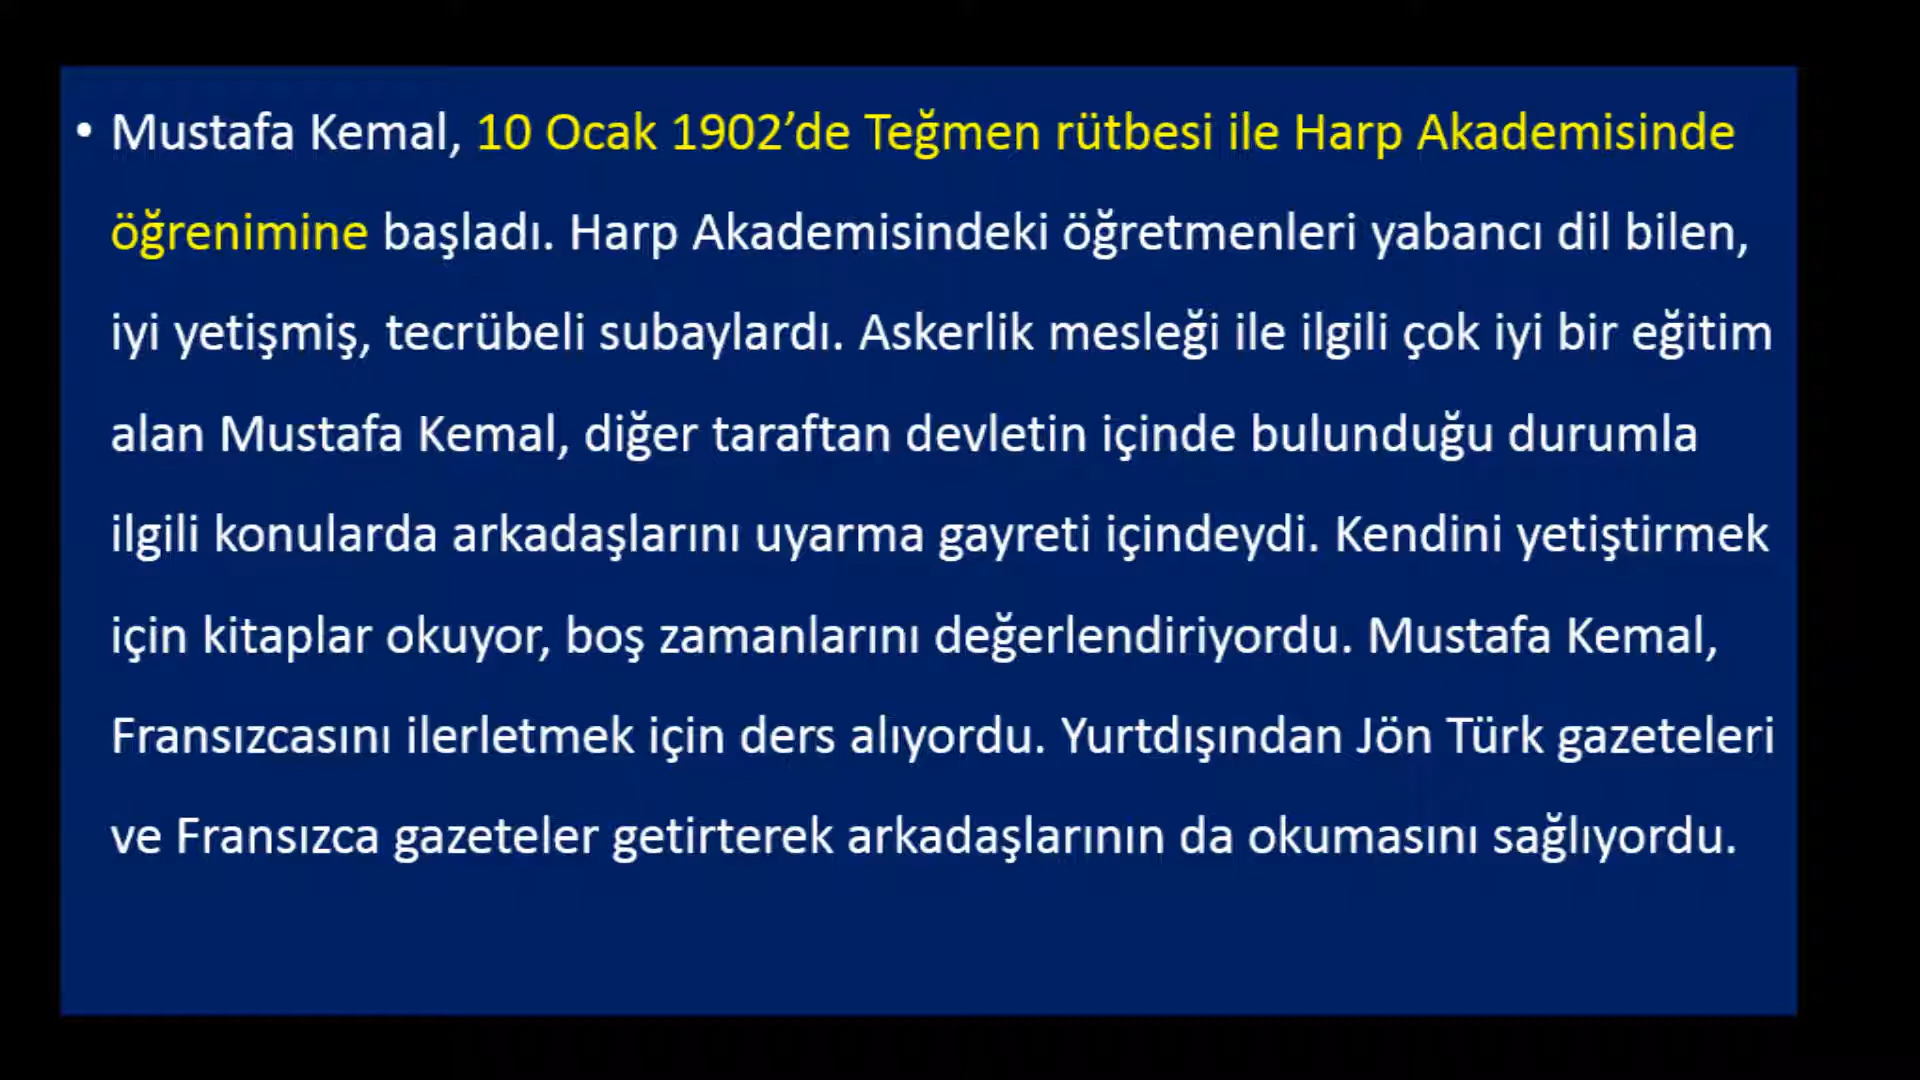 • Mustafa Kemal, 10 Ocak 1902’de Teğmen rütbesi ile Harp Akademisinde
öğrenimine başladı. Harp Akademisindeki öğretmenleri yabancı dil bilen,
iyi yetişmiş, tecrübeli subaylardı. Askerlik mesleği ile ilgili çok iyi bir eğitim
alan Mustafa Kemal, diğer taraftan devletin içinde bulunduğu durumla
ilgili konularda arkadaşlarını uyarma gayreti içindeydi. Kendini yetiştirmek
için kitaplar okuyor, boş zamanlarını değerlendiriyordu. Mustafa Kemal,
Fransızcasını ilerletmek için ders alıyordu. Yurtdışından Jön Türk gazeteleri
ve Fransızca gazeteler getirterek arkadaşlarının da okumasını sağlıyordu.